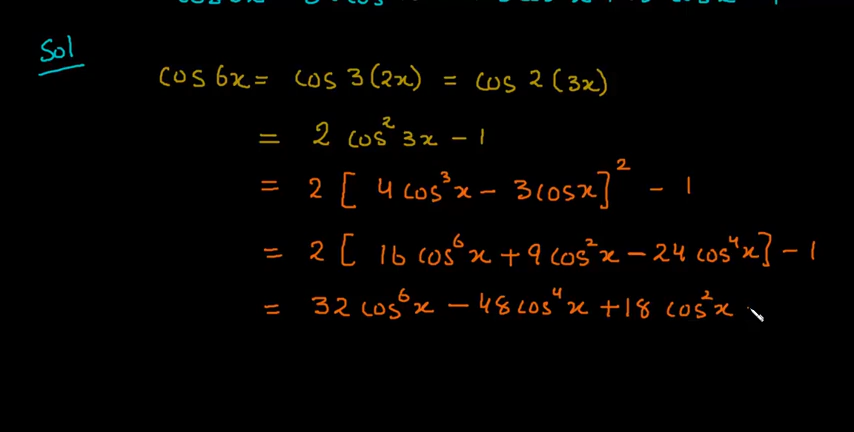 Sol
cos 6x = cos 3(2x) = cos 2(3x)
= 2 cos² 3x − 1
= 2 [ 4 cos³x − 3 cosx]² − 1
= 2 [ 16 cos⁶x + 9 cos²x − 24 cos⁴x] − 1
= 32 cos⁶x − 48 cos⁴x + 18 cos²x